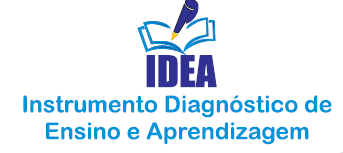 IDEA
Instrumento Diagnóstico de
Ensino e Aprendizagem